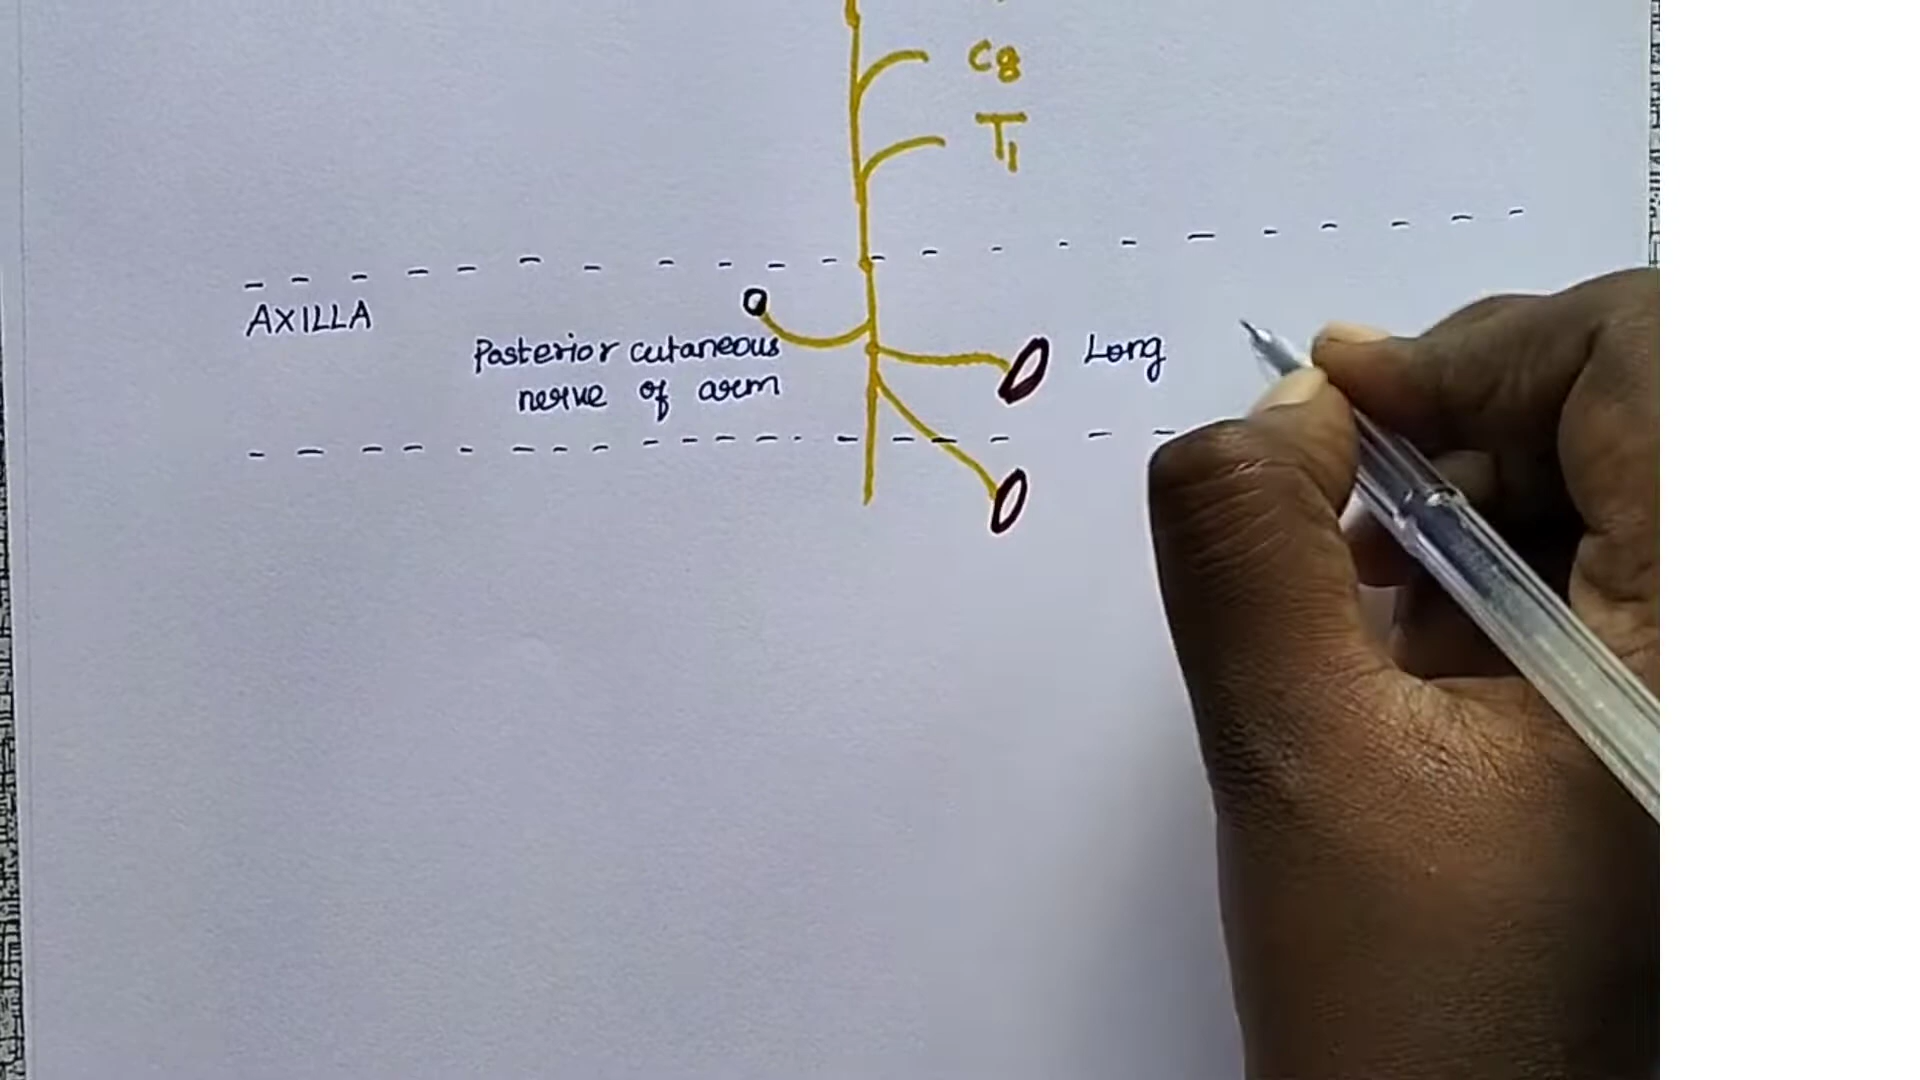 C8
T1
AXILLA
Posterior cutaneous
nerve of arm
Long